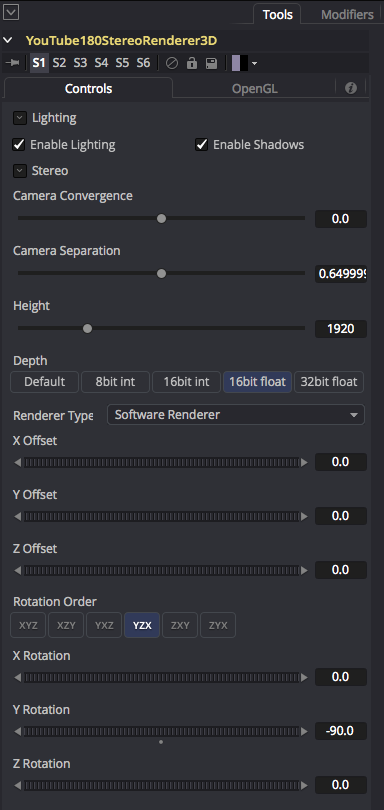 Tools Modifiers
YouTube180StereoRenderer3D
S1 S2 S3 S4 S5 S6
Controls OpenGL
Lighting
Enable Lighting Enable Shadows
Stereo
Camera Convergence
0.0
Camera Separation
0.649999
Height
1920
Depth
Default 8bit int 16bit int 16bit float 32bit float
Renderer Type Software Renderer
X Offset
0.0
Y Offset
0.0
Z Offset
0.0
Rotation Order
XYZ XZY YXZ YZX ZXY ZYX
X Rotation
0.0
Y Rotation
-90.0
Z Rotation
0.0